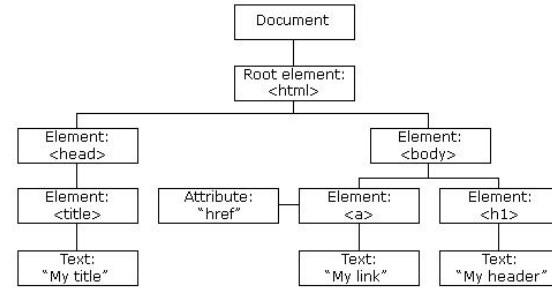 Document
Root element:
<html>
Element:
<head>
Element:
<body>
Element:
<title>
Attribute:
"href"
Element:
<a>
Element:
<h1>
Text:
"My title"
Text:
"My link"
Text:
"My header"